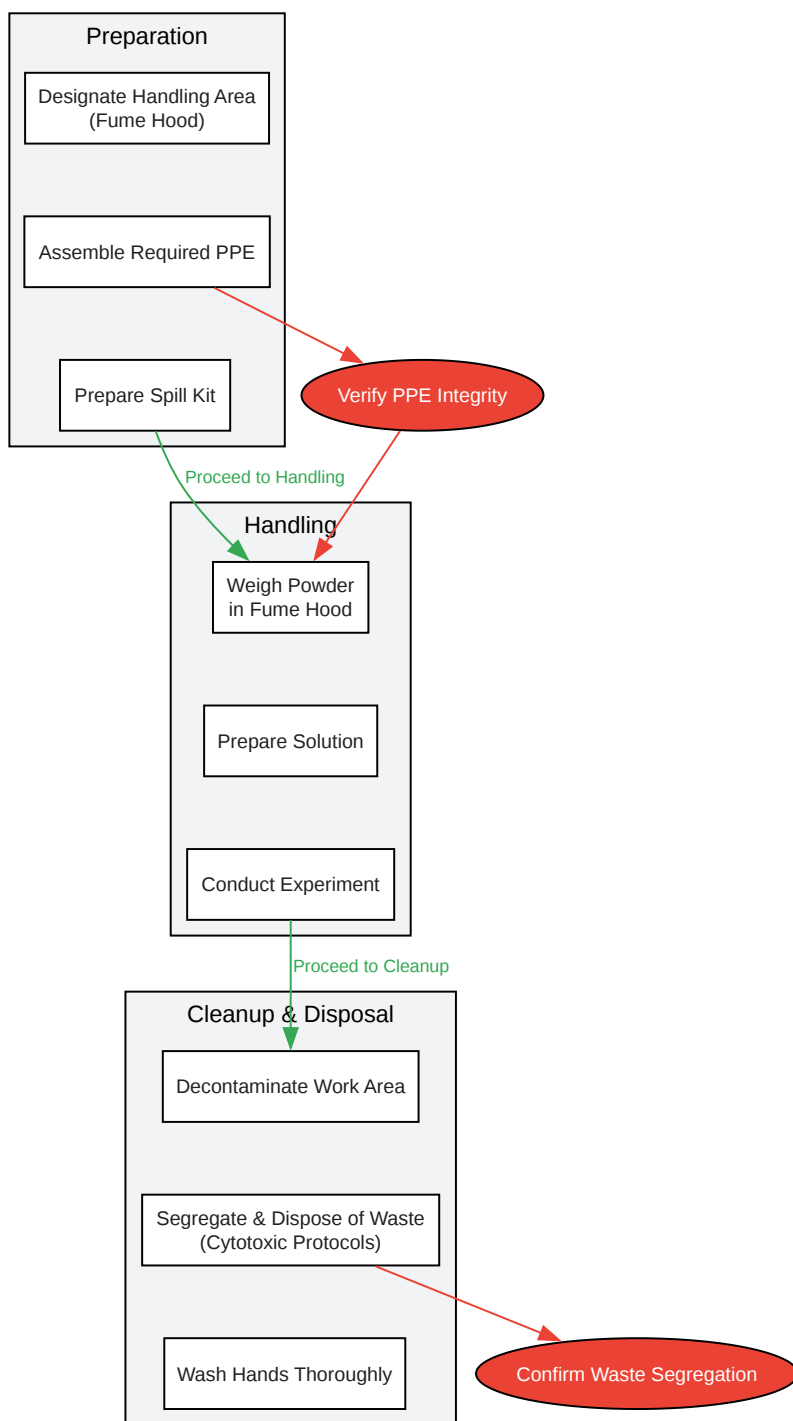 Preparation
Designate Handling Area
(Fume Hood)
Assemble Required PPE
Prepare Spill Kit
Verify PPE Integrity
Proceed to Handling
Handling
Weigh Powder
in Fume Hood
Prepare Solution
Conduct Experiment
Proceed to Cleanup
Cleanup & Disposal
Decontaminate Work Area
Segregate & Dispose of Waste
(Cytotoxic Protocols)
Wash Hands Thoroughly
Confirm Waste Segregation